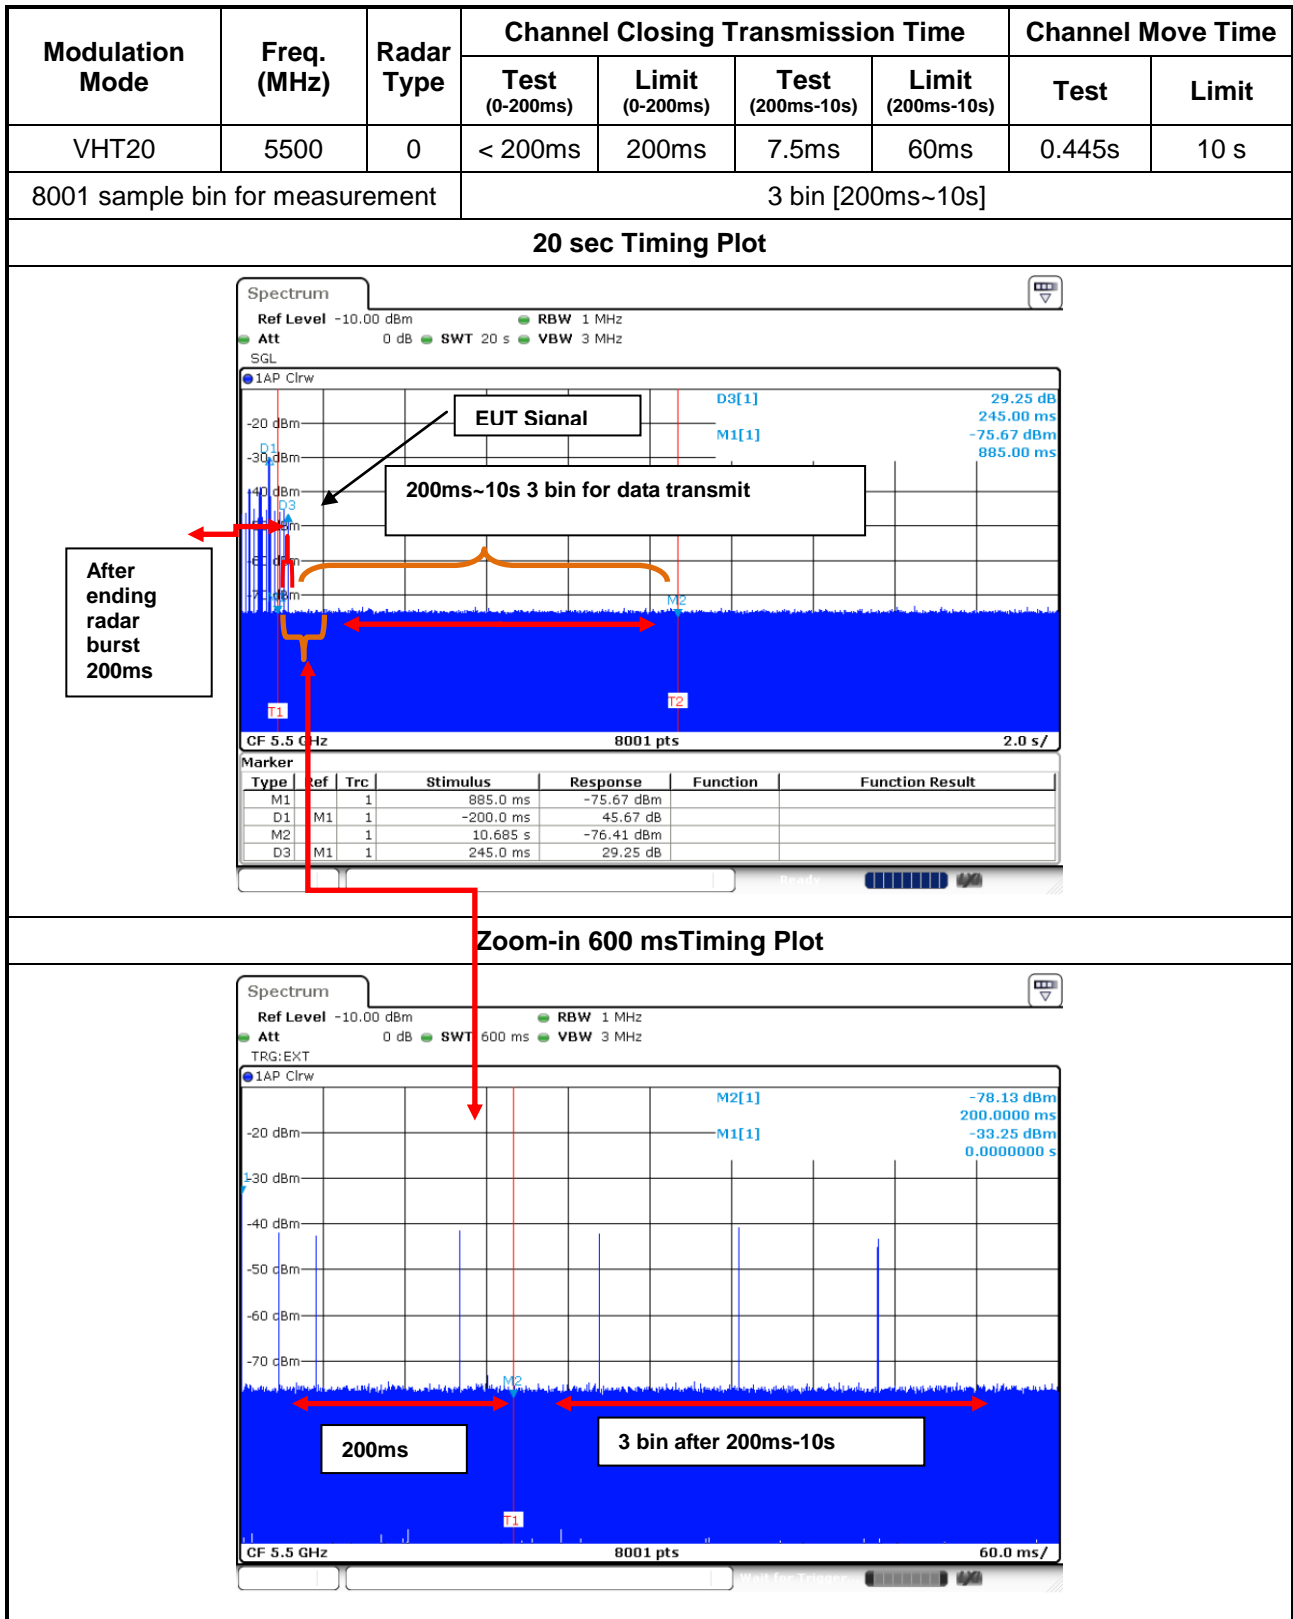 Modulation Mode | Freq. (MHz) | Radar Type | Channel Closing Transmission Time | Channel Move Time
Test (0-200ms) | Limit (0-200ms) | Test (200ms-10s) | Limit (200ms-10s) | Test | Limit
VHT20 | 5500 | 0 | < 200ms | 200ms | 7.5ms | 60ms | 0.445s | 10 s
8001 sample bin for measurement | 3 bin [200ms~10s]
20 sec Timing Plot
Spectrum
Ref Level -10.00 dBm RBW 1 MHz
Att 0 dB SWT 20 s VBW 3 MHz
SGL
1AP Clrw
D3[1] 29.25 dB
245.00 ms
M1[1] -75.67 dBm
885.00 ms
EUT Signal
-20 dBm
D1
-30 dBm
200ms~10s 3 bin for data transmit
-40 dBm
D3
After
ending
radar
burst
200ms
M2
T1
T2
CF 5.5 GHz 8001 pts 2.0 s/
Marker
Type | Ref | Trc | Stimulus | Response | Function | Function Result
M1 | 1 | 885.0 ms | -75.67 dBm
D1 | M1 | 1 | -200.0 ms | 45.67 dB
M2 | 1 | 10.685 s | -76.41 dBm
D3 | M1 | 1 | 245.0 ms | 29.25 dB
Ready
Zoom-in 600 msTiming Plot
Spectrum
Ref Level -10.00 dBm RBW 1 MHz
Att 0 dB SWT 600 ms VBW 3 MHz
TRG:EXT
1AP Clrw
M2[1] -78.13 dBm
200.0000 ms
M1[1] -33.25 dBm
0.0000000 s
-20 dBm
-30 dBm
-40 dBm
-50 dBm
-60 dBm
-70 dBm
M2
200ms
3 bin after 200ms-10s
T1
CF 5.5 GHz 8001 pts 60.0 ms/
Wait for Trigger